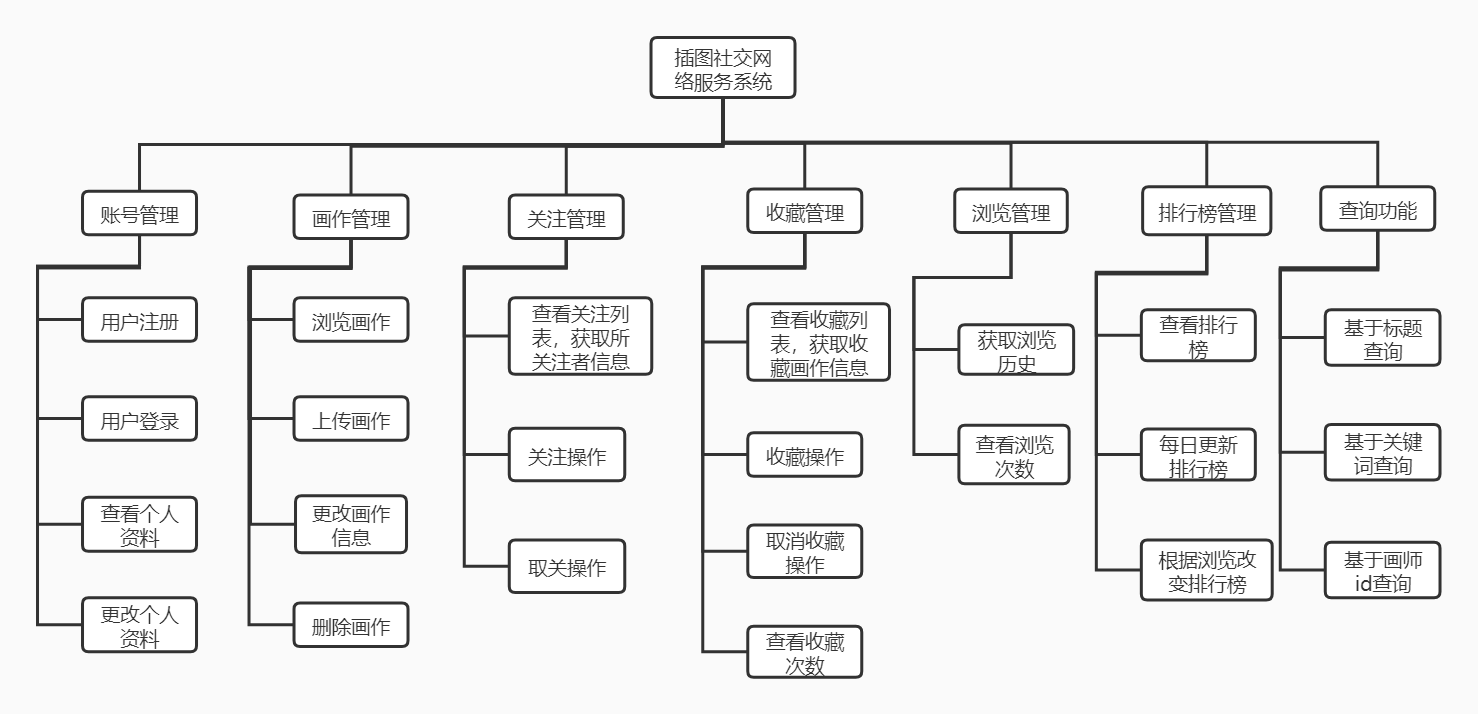 插图社交网
络服务系统
账号管理
用户注册
用户登录
查看个人
资料
更改个人
资料
画作管理
浏览画作
上传画作
更改画作
信息
删除画作
关注管理
查看关注列
表，获取所
关注者信息
关注操作
取关操作
收藏管理
查看收藏列
表，获取收
藏画作信息
收藏操作
取消收藏
操作
查看收藏
次数
浏览管理
获取浏览
历史
查看浏览
次数
排行榜管理
查看排行
榜
每日更新
排行榜
根据浏览改
变排行榜
查询功能
基于标题
查询
基于关键
词查询
基于画师
id查询